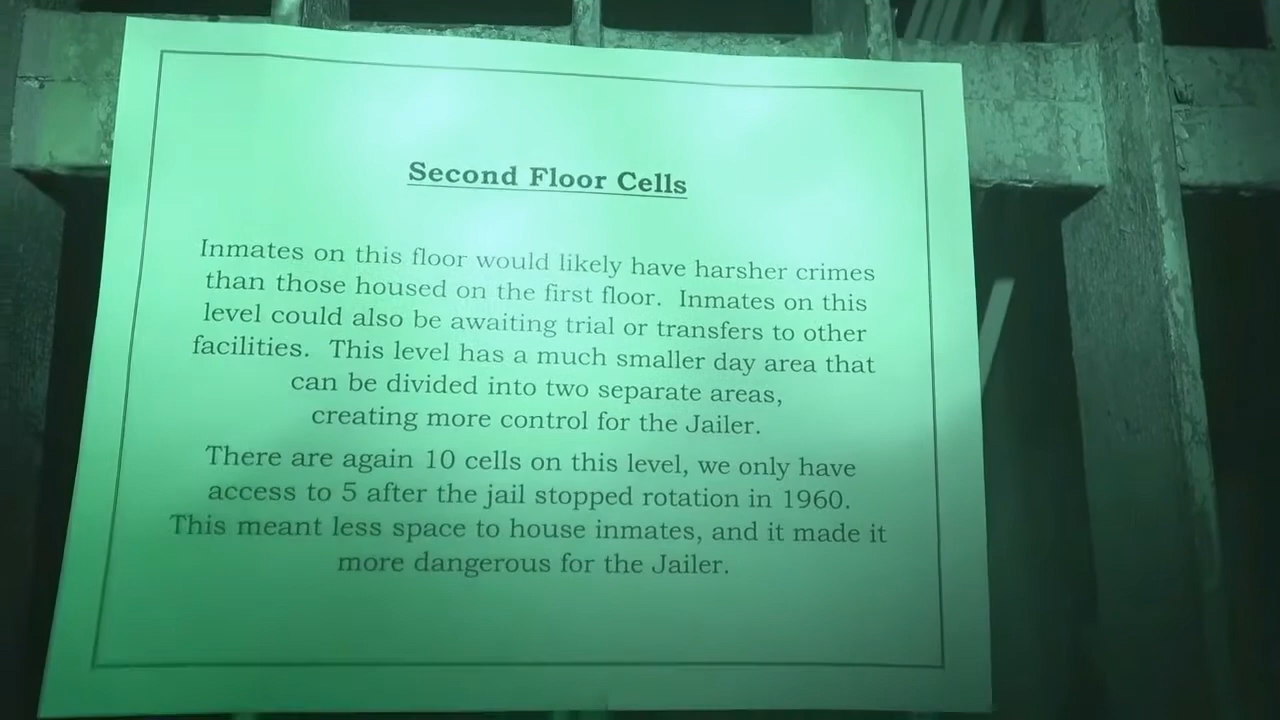 Second Floor Cells
Inmates on this floor would likely have harsher crimes
than those housed on the first floor.  Inmates on this
level could also be awaiting trial or transfers to other
facilities.  This level has a much smaller day area that
can be divided into two separate areas,
creating more control for the Jailer.
There are again 10 cells on this level, we only have
access to 5 after the jail stopped rotation in 1960.
This meant less space to house inmates, and it made it
more dangerous for the Jailer.